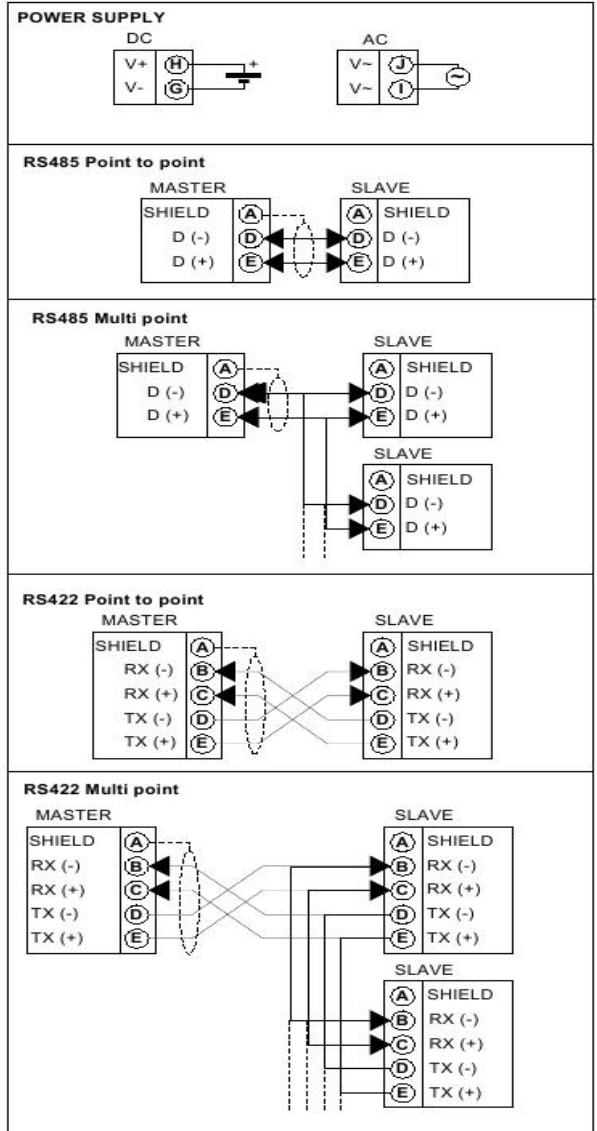 POWER SUPPLY
DC
V+ H +
V- G
AC
V~ J
V~ I
~
RS485 Point to point
MASTER SLAVE
SHIELD A A SHIELD
D (-) D D D (-)
D (+) E E D (+)
RS485 Multi point
MASTER SLAVE
SHIELD A A SHIELD
D (-) D D D (-)
D (+) E E D (+)
SLAVE
A SHIELD
D D (-)
E D (+)
RS422 Point to point
MASTER SLAVE
SHIELD A A SHIELD
RX (-) B B RX (-)
RX (+) C C RX (+)
TX (-) D D TX (-)
TX (+) E E TX (+)
RS422 Multi point
MASTER SLAVE
SHIELD A A SHIELD
RX (-) B B RX (-)
RX (+) C C RX (+)
TX (-) D D TX (-)
TX (+) E E TX (+)
SLAVE
A SHIELD
B RX (-)
C RX (+)
D TX (-)
E TX (+)